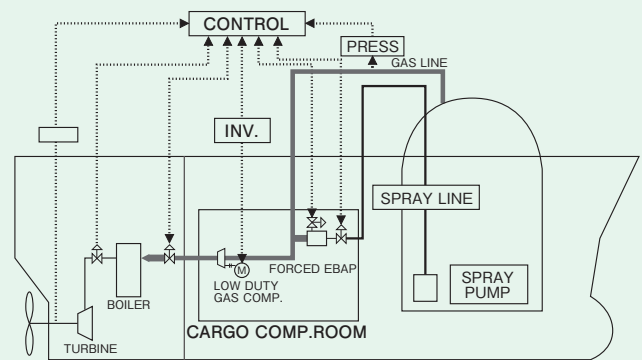 CONTROL
PRESS
GAS LINE
INV.
SPRAY LINE
FORCED EBAP
M
LOW DUTY
GAS COMP.
SPRAY
PUMP
BOILER
CARGO COMP.ROOM
TURBINE